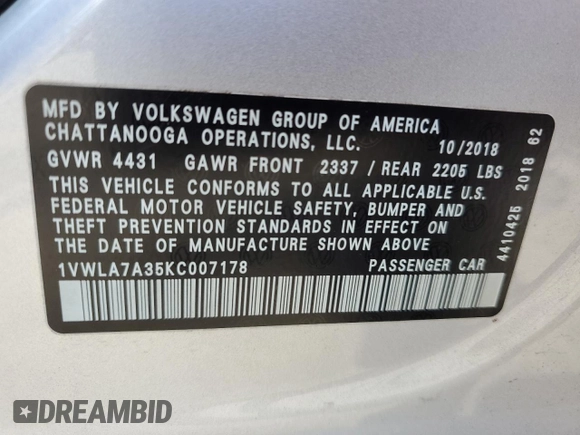 MFD BY VOLKSWAGEN GROUP OF AMERICA
CHATTANOOGA OPERATIONS, LLC. 10/2018
GVWR 4431 GAWR FRONT 2337 / REAR 2205 LBS
THIS VEHICLE CONFORMS TO ALL APPLICABLE U.S.
FEDERAL MOTOR VEHICLE SAFETY, BUMPER AND
THEFT PREVENTION STANDARDS IN EFFECT ON
THE DATE OF MANUFACTURE SHOWN ABOVE
1VWLA7A35KC007178 PASSENGER CAR
4410425 2018 62
DREAMBID